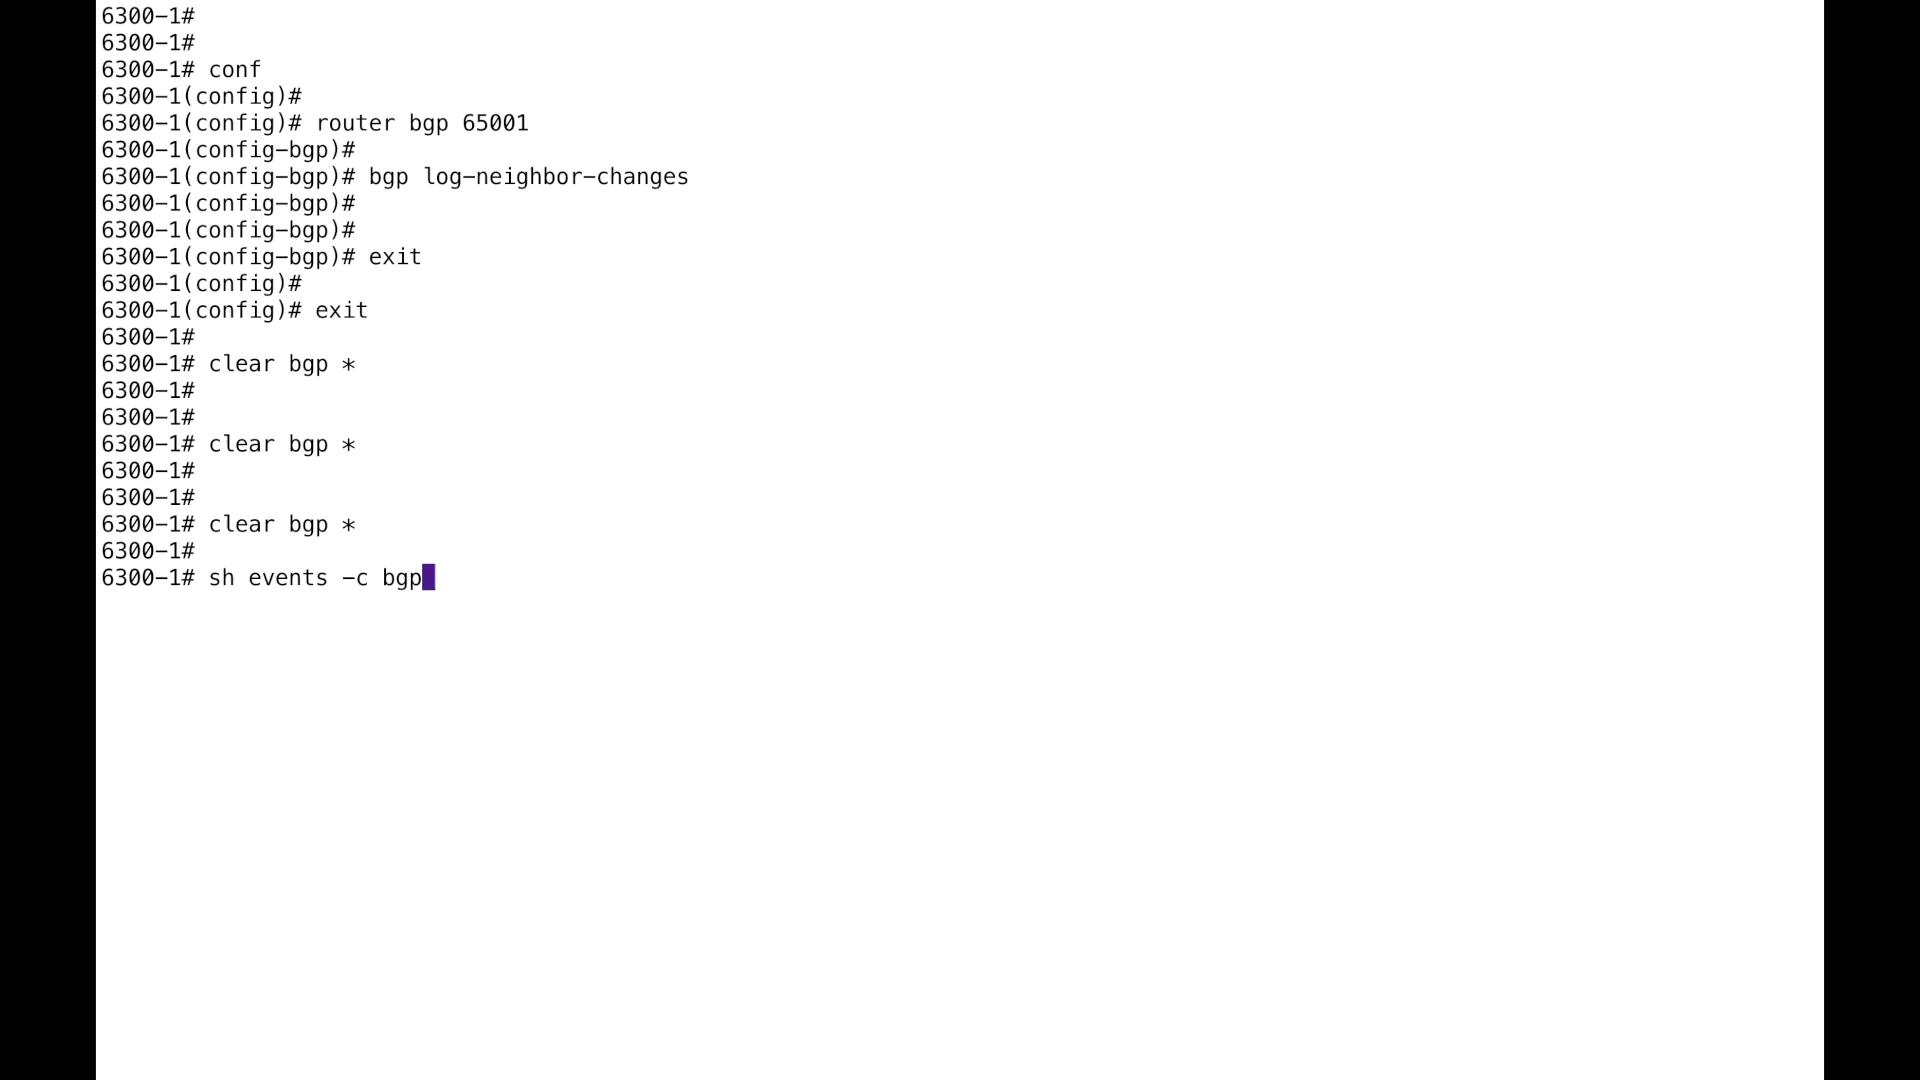 6300-1#
6300-1#
6300-1# conf
6300-1(config)#
6300-1(config)# router bgp 65001
6300-1(config-bgp)#
6300-1(config-bgp)# bgp log-neighbor-changes
6300-1(config-bgp)#
6300-1(config-bgp)#
6300-1(config-bgp)# exit
6300-1(config)#
6300-1(config)# exit
6300-1#
6300-1# clear bgp *
6300-1#
6300-1#
6300-1# clear bgp *
6300-1#
6300-1#
6300-1# clear bgp *
6300-1#
6300-1# sh events -c bgp